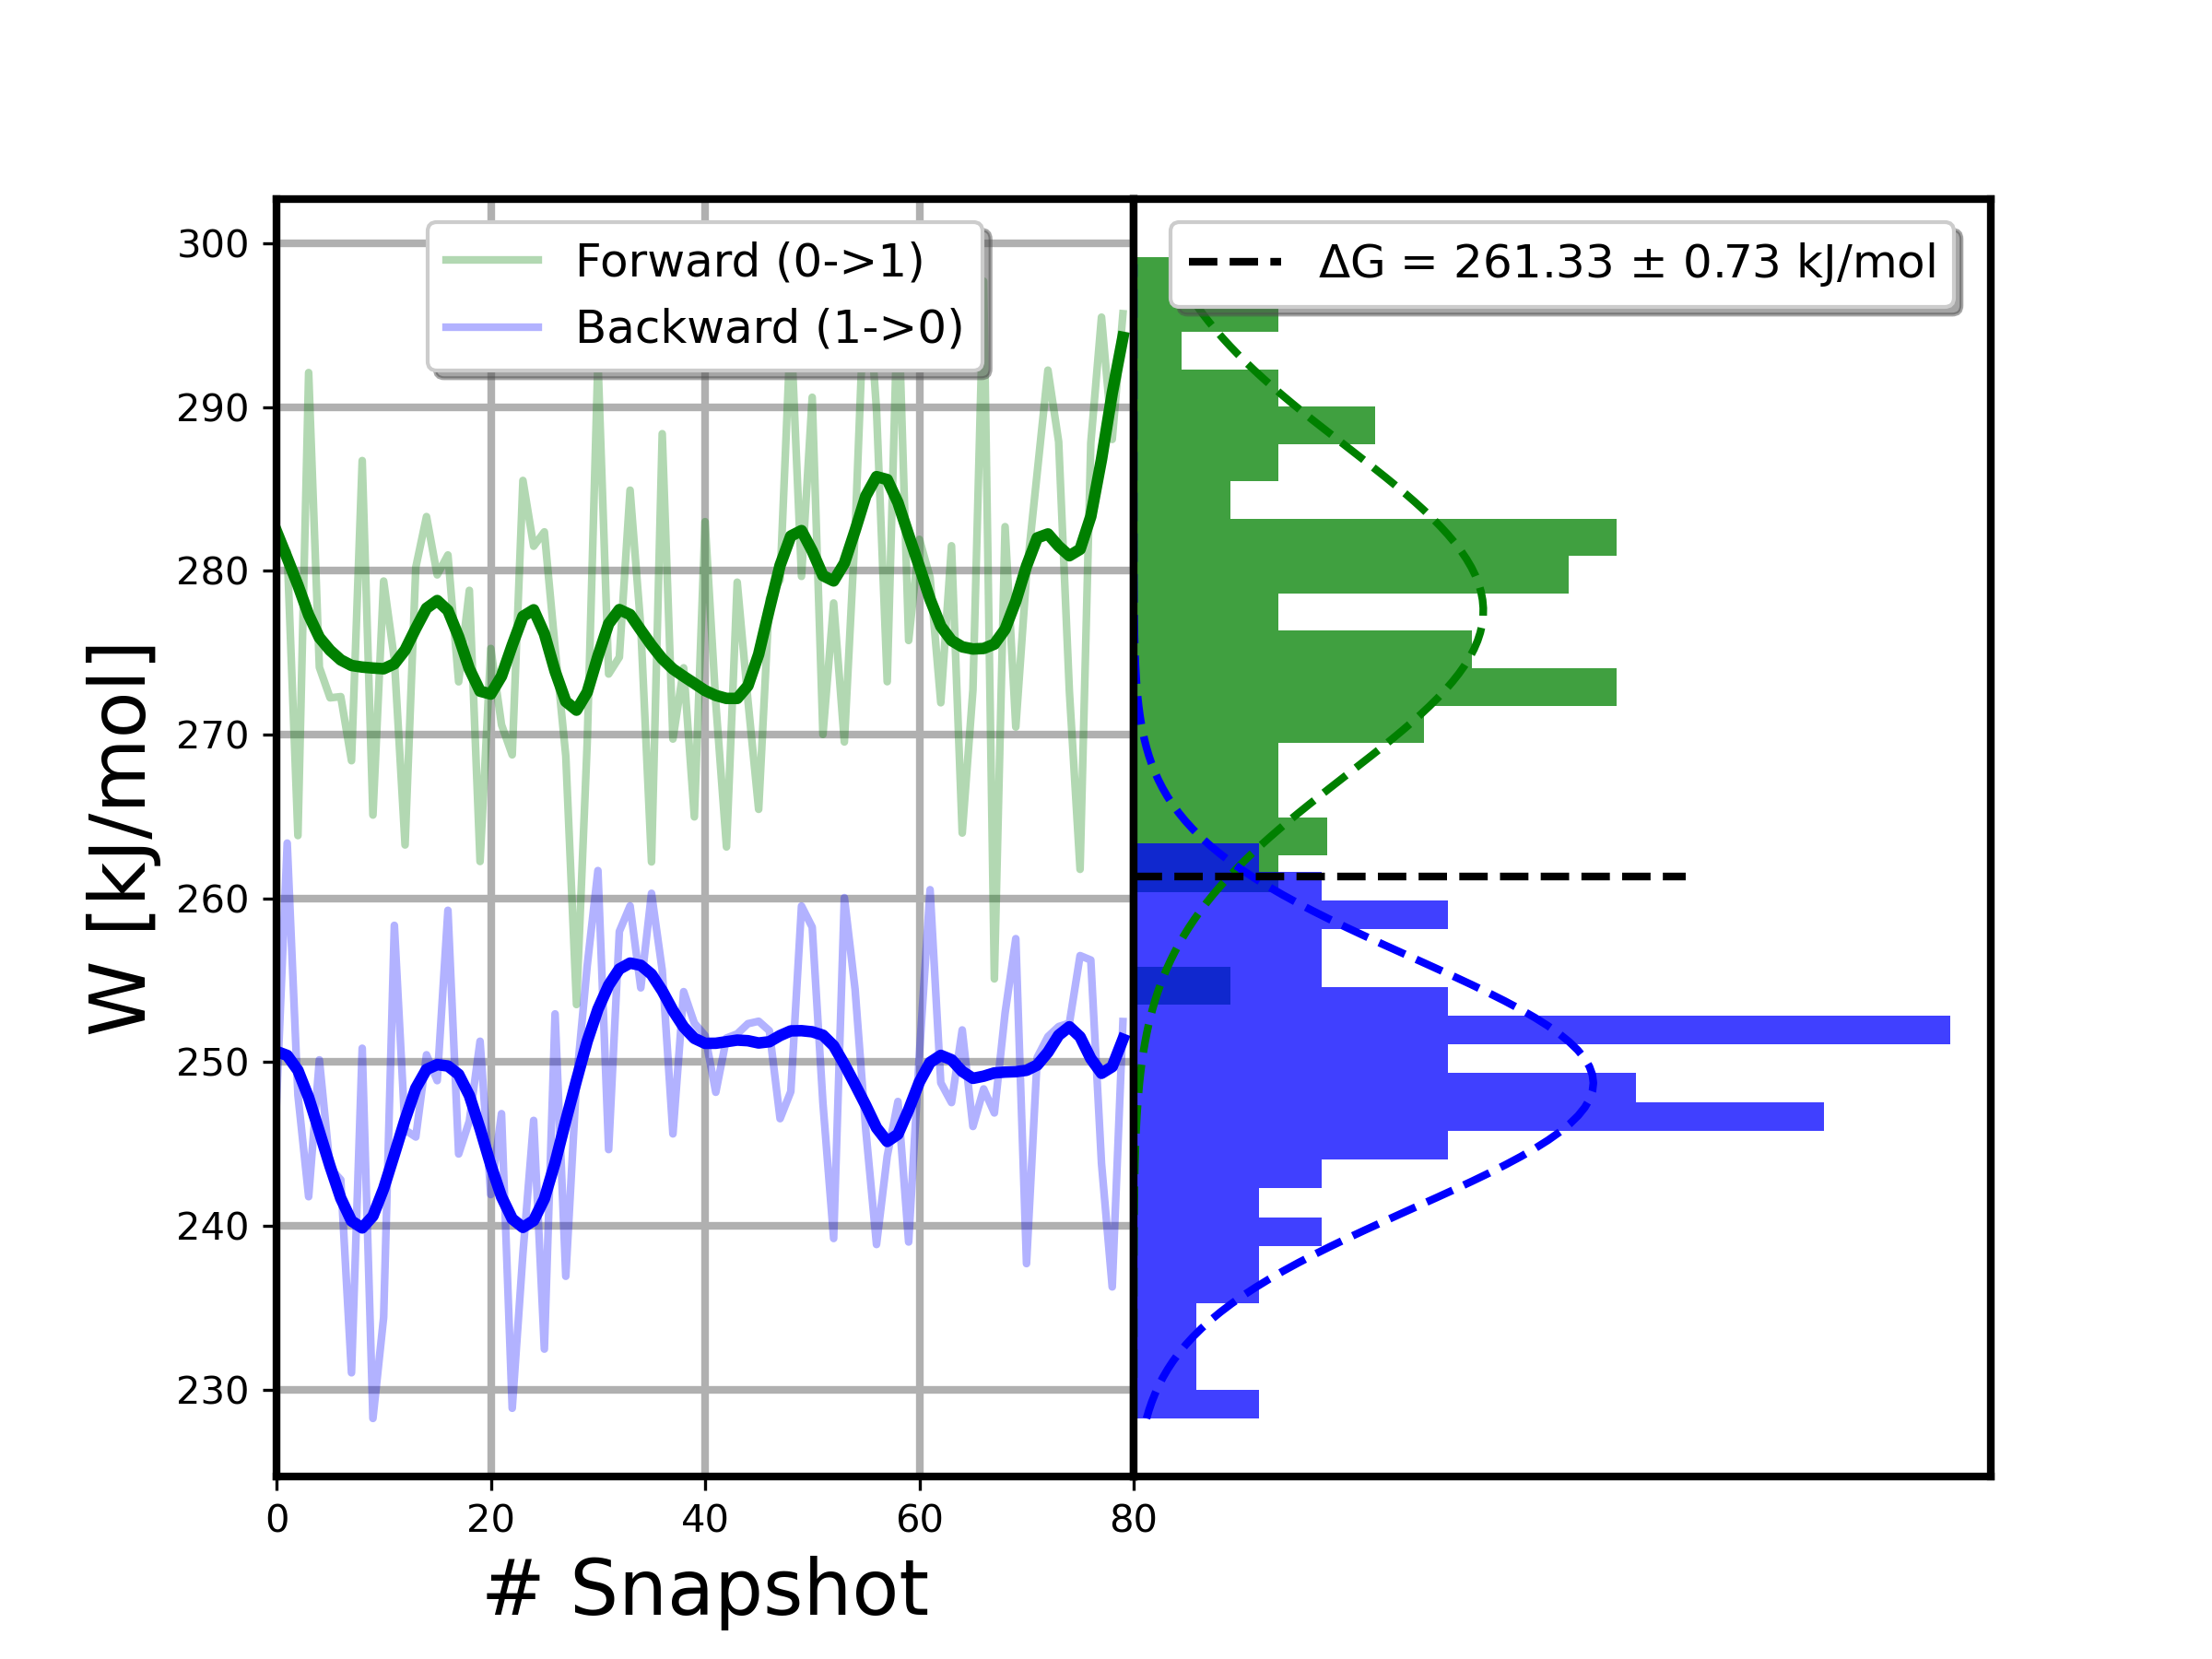 Forward (0->1)
Backward (1->0)
ΔG = 261.33 ± 0.73 kJ/mol
W [kJ/mol]
300
290
280
270
260
250
240
230
0 20 40 60 80
# Snapshot